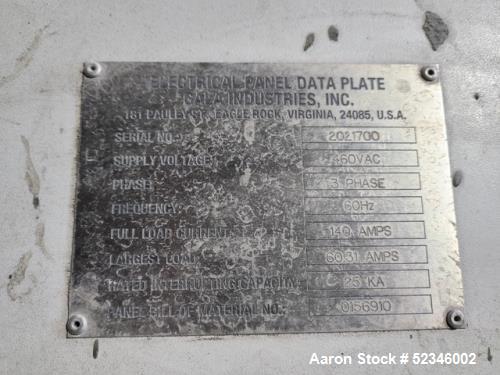 ELECTRICAL PANEL DATA PLATE
GALA INDUSTRIES, INC.
181 PAULEY ST., EAGLE ROCK, VIRGINIA, 24085, U.S.A.
SERIAL NO.: 2021700
SUPPLY VOLTAGE: 460VAC
PHASE: 3 PHASE
FREQUENCY: 60Hz
FULL LOAD CURRENT: 140 AMPS
LARGEST LOAD: AMPS
RATED INTERRUPTING CAPACITY: 25 KA
PANEL BILL OF MATERIAL NO.: 0156910
Aaron Stock # 52346002